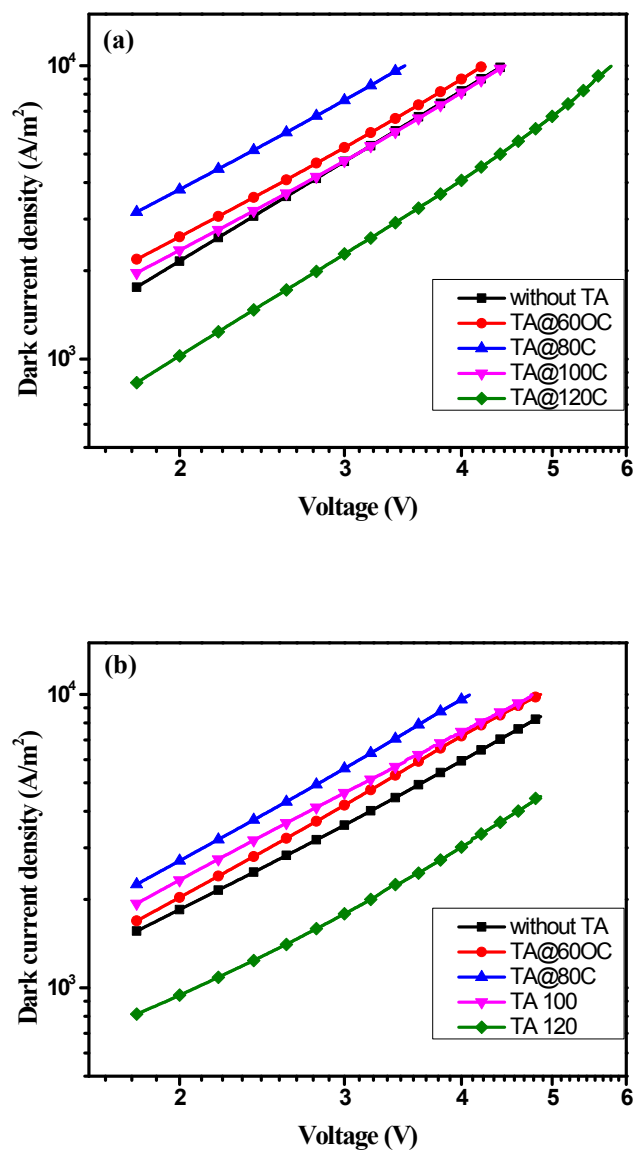 (a)
10⁴
10³
Dark current density (A/m²)
without TA
TA@60OC
TA@80C
TA@100C
TA@120C
2
3
4
5
6
Voltage (V)
(b)
10⁴
10³
Dark current density (A/m²)
without TA
TA@60OC
TA@80C
TA 100
TA 120
2
3
4
5
6
Voltage (V)